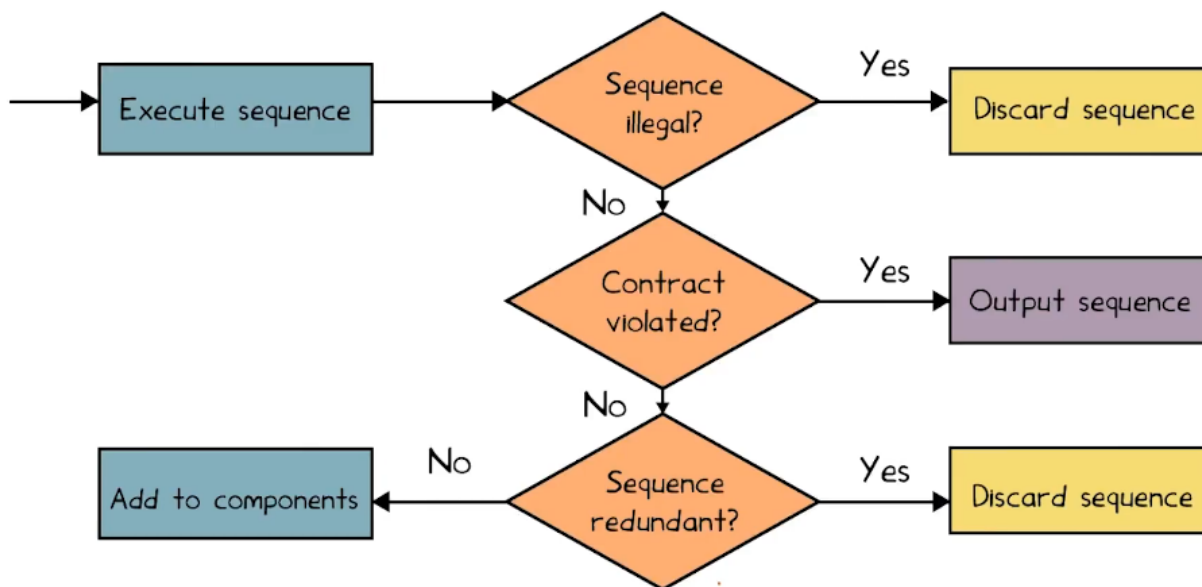 Execute sequence
Sequence
illegal?
Yes
Discard sequence
No
Contract
violated?
Yes
Output sequence
No
Sequence
redundant?
Yes
Discard sequence
No
Add to components